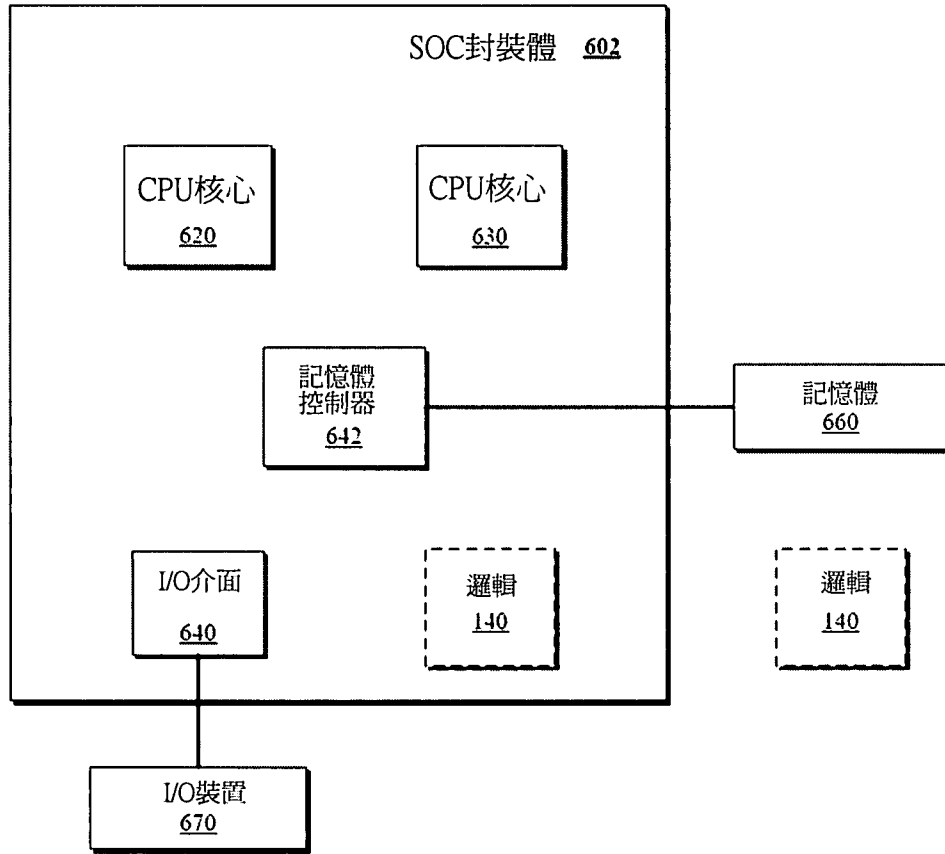 SOC封裝體 602
CPU核心
620
CPU核心
630
記憶體
控制器
642
記憶體
660
I/O介面
640
邏輯
140
邏輯
140
I/O裝置
670